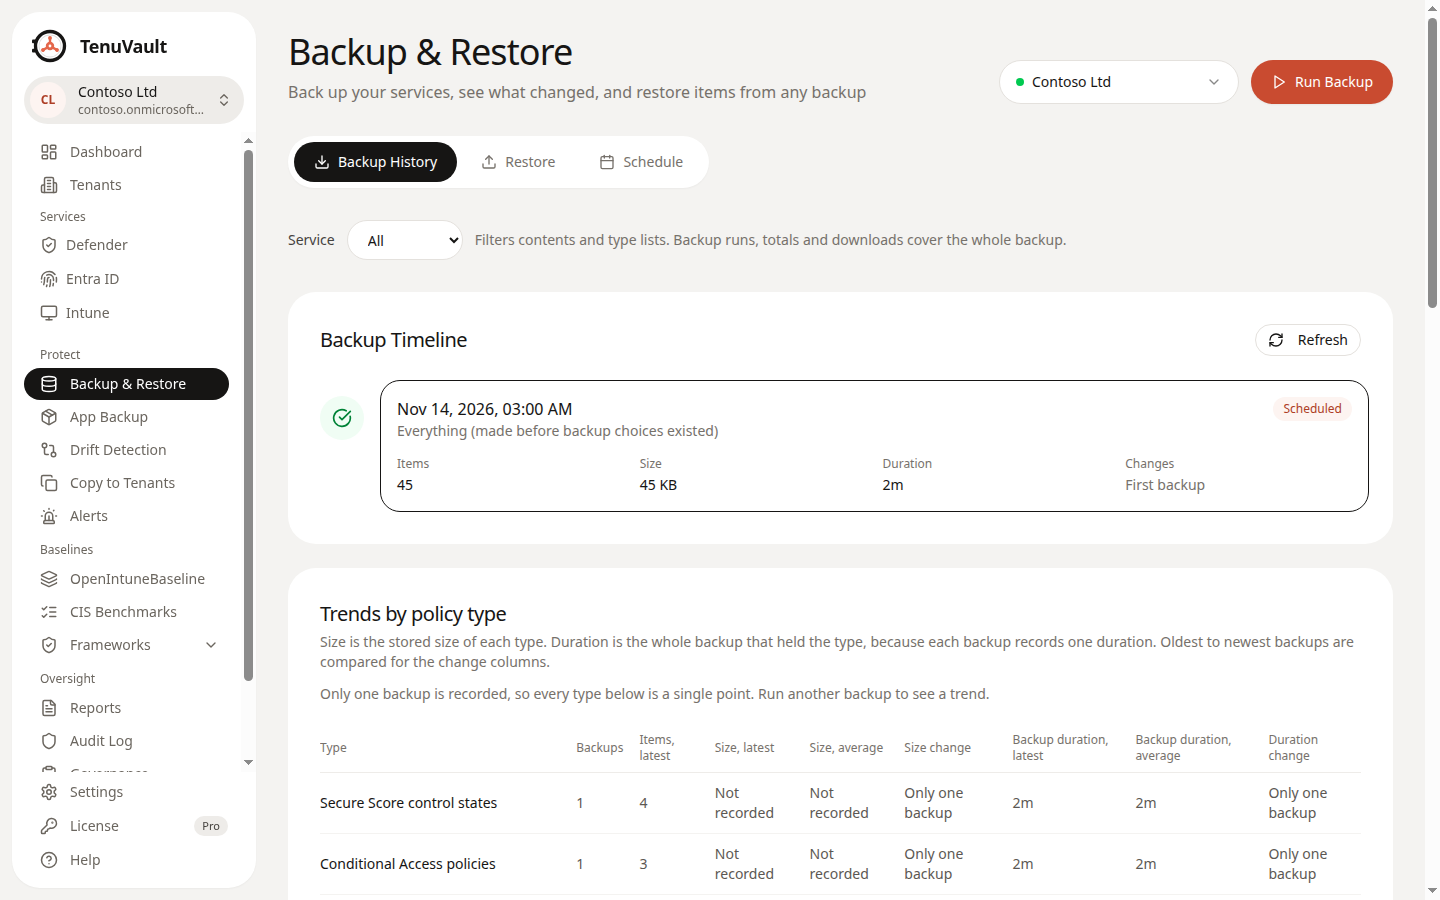 TenuVault
CL
Contoso Ltd
contoso.onmicrosoft...
Dashboard
Tenants
Services
Defender
Entra ID
Intune
Protect
Backup & Restore
App Backup
Drift Detection
Copy to Tenants
Alerts
Baselines
OpenIntuneBaseline
CIS Benchmarks
Frameworks
Oversight
Reports
Audit Log
Settings
License
Pro
Help
Backup & Restore
Back up your services, see what changed, and restore items from any backup
Contoso Ltd
Run Backup
Backup History
Restore
Schedule
Service
All
Filters contents and type lists. Backup runs, totals and downloads cover the whole backup.
Backup Timeline
Refresh
Nov 14, 2026, 03:00 AM
Scheduled
Everything (made before backup choices existed)
Items
Size
Duration
Changes
45
45 KB
2m
First backup
Trends by policy type
Size is the stored size of each type. Duration is the whole backup that held the type, because each backup records one duration. Oldest to newest backups are
compared for the change columns.
Only one backup is recorded, so every type below is a single point. Run another backup to see a trend.
Type
Backups
Items,
latest
Size, latest
Size, average
Size change
Backup duration,
latest
Backup duration,
average
Duration
change
Secure Score control states
1
4
Not
recorded
Not
recorded
Only one
backup
2m
2m
Only one
backup
Conditional Access policies
1
3
Not
recorded
Not
recorded
Only one
backup
2m
2m
Only one
backup